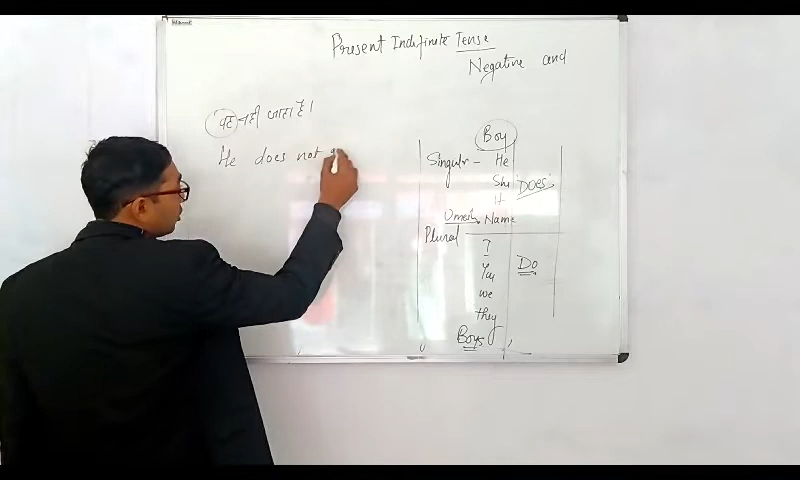 Present Indefinite Tense
Negative and
वह नही जाता है।
He does not g
Boy
Singulr - He
She "DOES"
It
Umesh Name
Plural
I
You Do
we
they
Boys